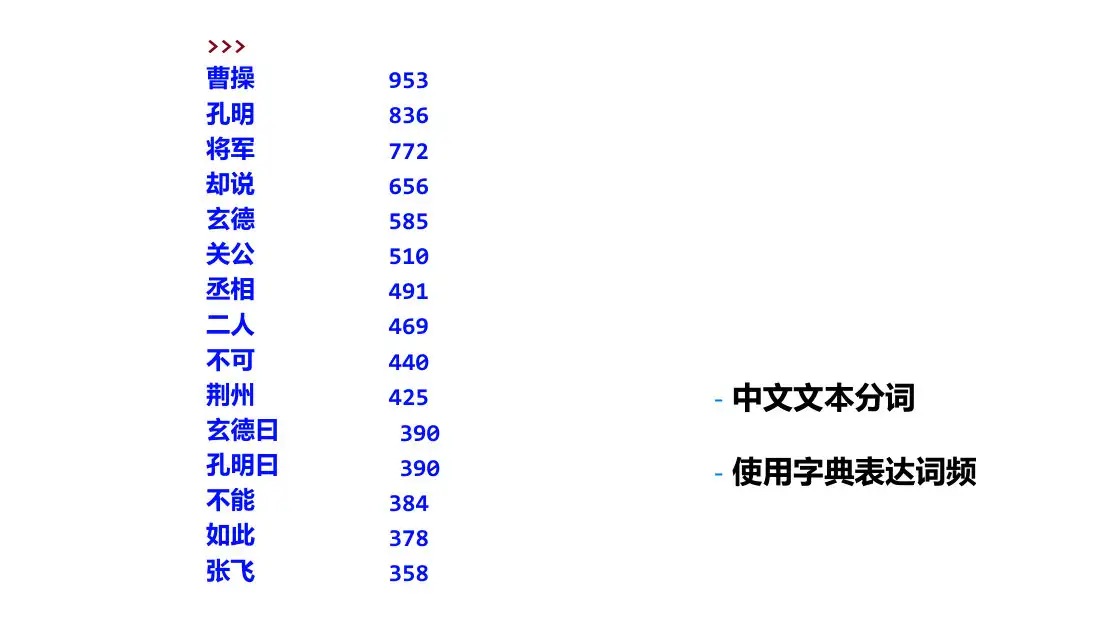 >>>
曹操 953
孔明 836
将军 772
却说 656
玄德 585
关公 510
丞相 491
二人 469
不可 440
荆州 425
玄德曰 390
孔明曰 390
不能 384
如此 378
张飞 358
- 中文文本分词
- 使用字典表达词频